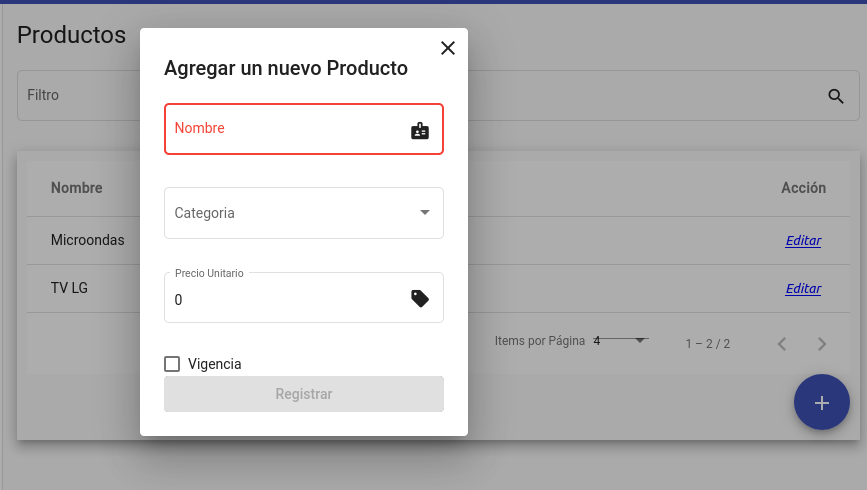 Productos
Filtro
Agregar un nuevo Producto
Nombre
Categoria
Precio Unitario
0
Vigencia
Registrar
Nombre
Acción
Microondas
Editar
TV LG
Editar
Items por Página 4 1 – 2 / 2